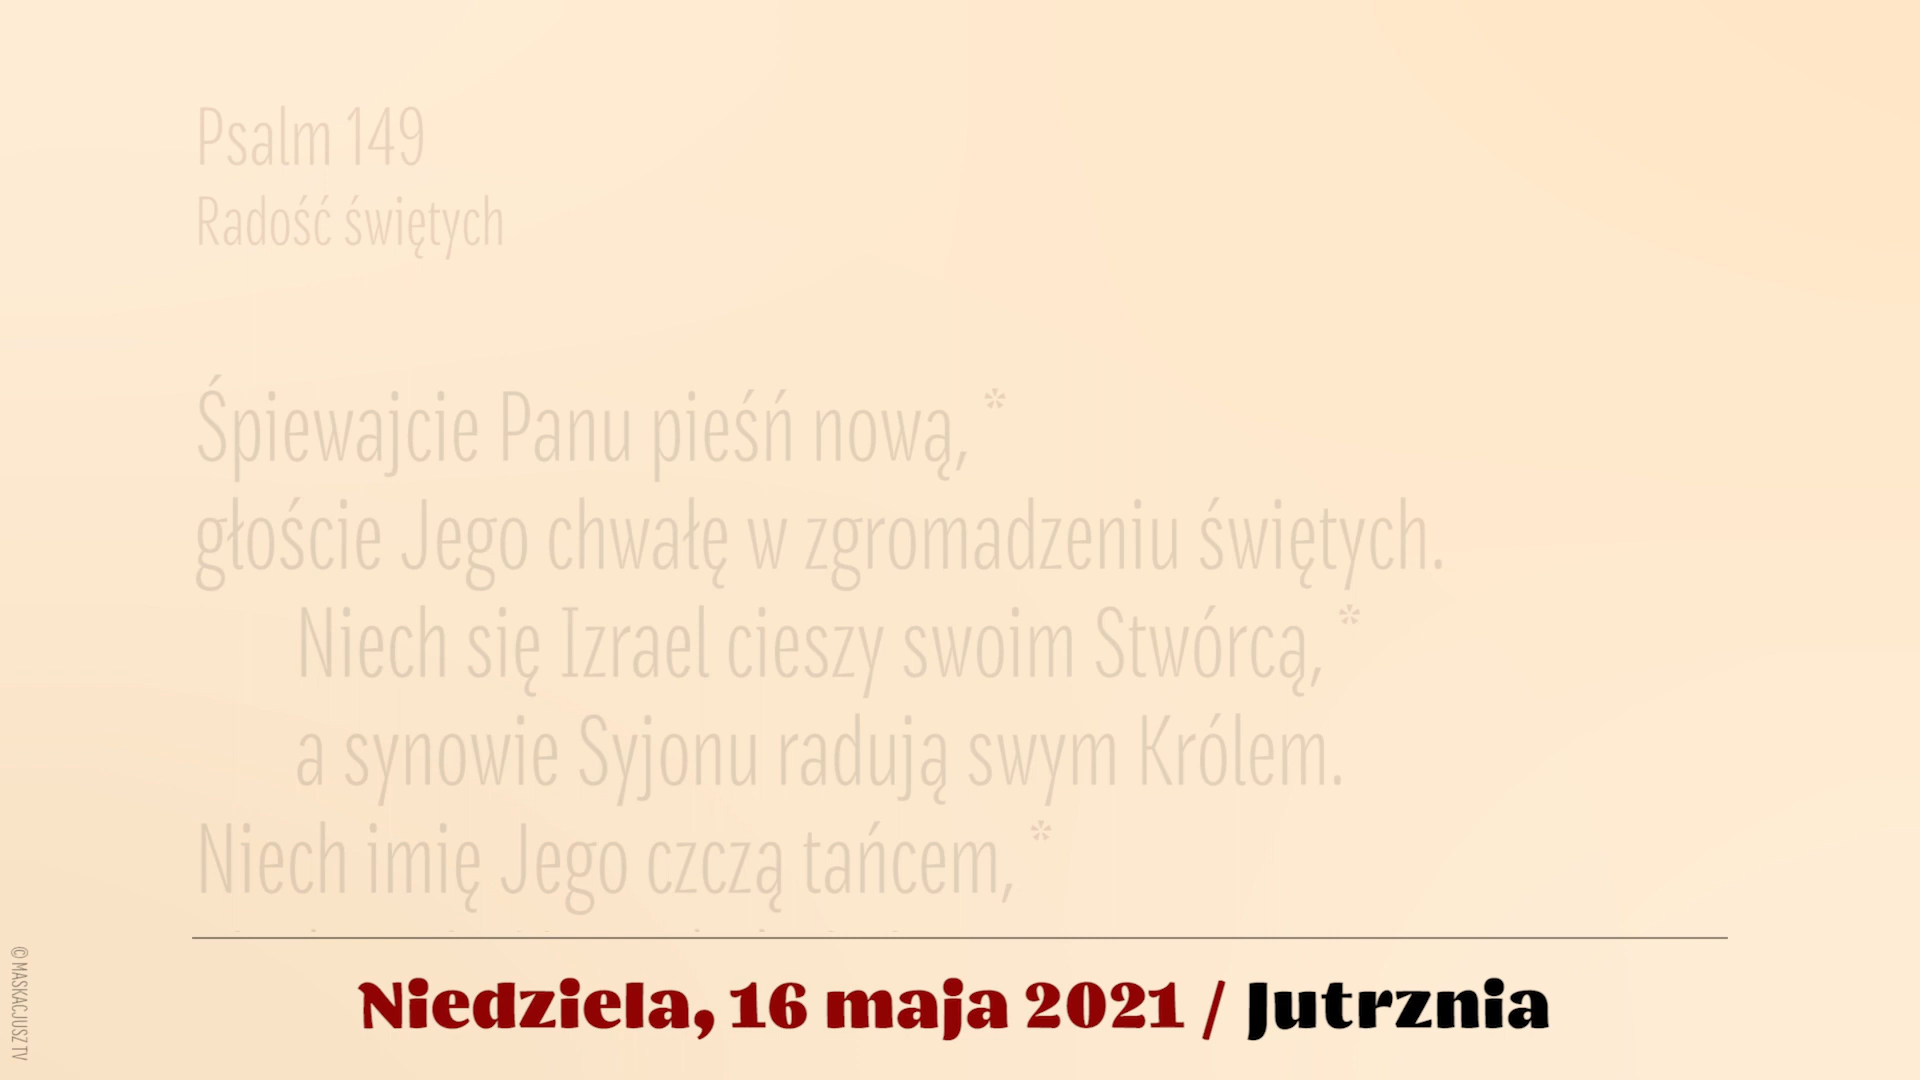 Psalm 149
Radość świętych
Śpiewajcie Panu pieśń nową, *
głoście Jego chwałę w zgromadzeniu świętych.
Niech się Izrael cieszy swoim Stwórcą, *
a synowie Syjonu radują swym Królem.
Niech imię Jego czczą tańcem, *
Niedziela, 16 maja 2021 / Jutrznia
© MASKACJUSZ TV